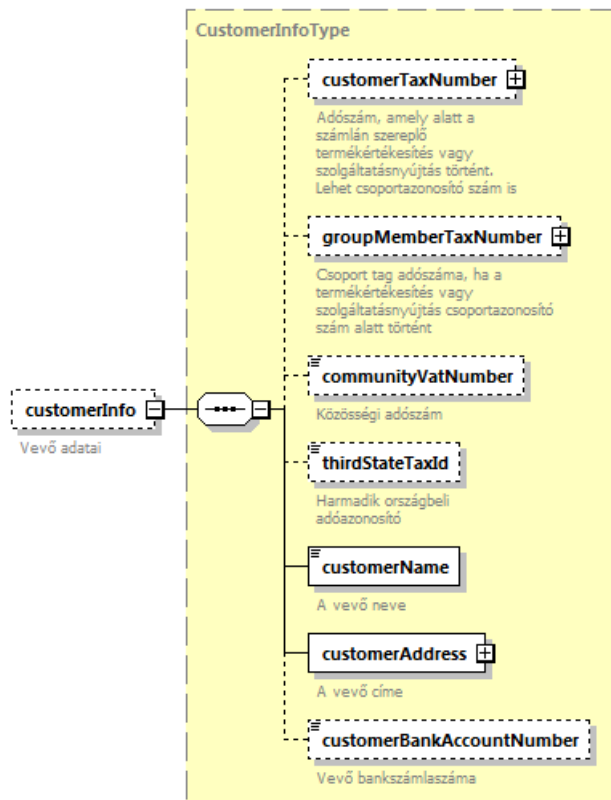 CustomerInfoType
customerTaxNumber
Adószám, amely alatt a
számlán szereplő
termékértékesítés vagy
szolgáltatásnyújtás történt.
Lehet csoportazonosító szám is
groupMemberTaxNumber
Csoport tag adószáma, ha a
termékértékesítés vagy
szolgáltatásnyújtás csoportazonosító
szám alatt történt
communityVatNumber
Közösségi adószám
customerInfo
Vevő adatai
thirdStateTaxId
Harmadik országbeli
adóazonosító
customerName
A vevő neve
customerAddress
A vevő címe
customerBankAccountNumber
Vevő bankszámlaszáma